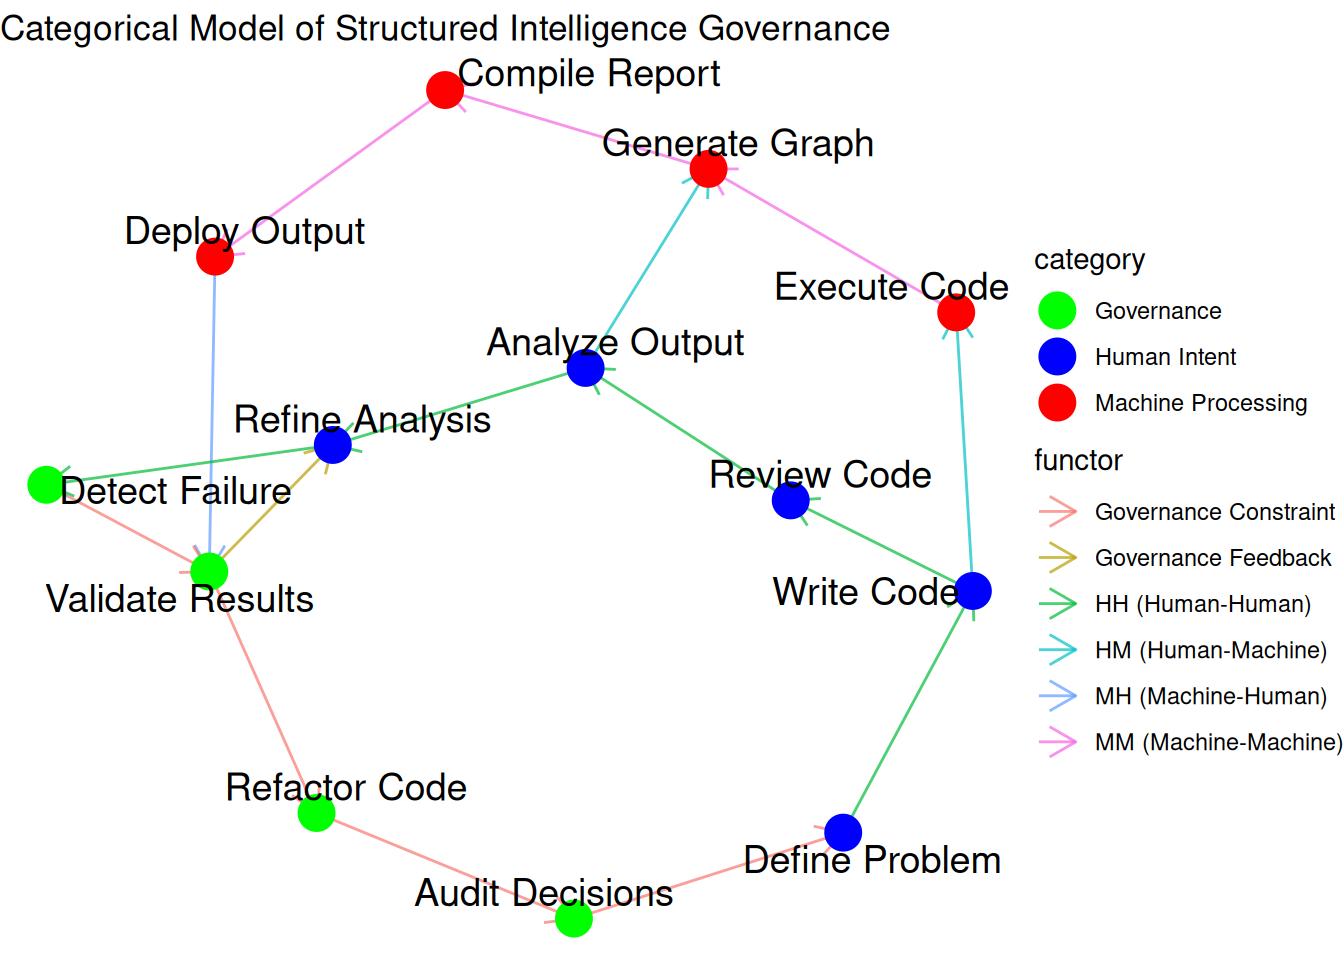 Categorical Model of Structured Intelligence Governance
Compile Report
Generate Graph
Deploy Output
Execute Code
Analyze Output
Refine Analysis
Detect Failure
Review Code
Validate Results
Write Code
Refactor Code
Define Problem
Audit Decisions
category
Governance
Human Intent
Machine Processing
functor
Governance Constraint
Governance Feedback
HH (Human-Human)
HM (Human-Machine)
MH (Machine-Human)
MM (Machine-Machine)